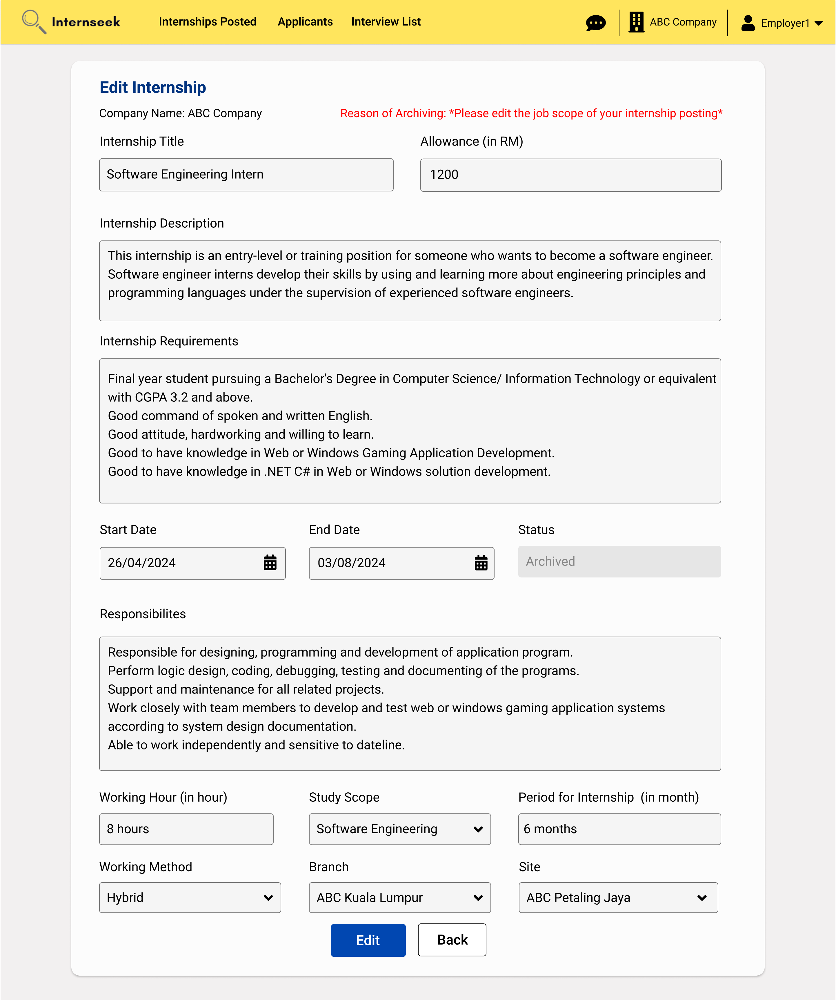 Internseek Internships Posted Applicants Interview List ABC Company Employer1
Edit Internship
Company Name: ABC Company Reason of Archiving: *Please edit the job scope of your internship posting*
Internship Title Allowance (in RM)
Software Engineering Intern 1200
Internship Description
This internship is an entry-level or training position for someone who wants to become a software engineer.
Software engineer interns develop their skills by using and learning more about engineering principles and
programming languages under the supervision of experienced software engineers.
Internship Requirements
Final year student pursuing a Bachelor's Degree in Computer Science/ Information Technology or equivalent
with CGPA 3.2 and above.
Good command of spoken and written English.
Good attitude, hardworking and willing to learn.
Good to have knowledge in Web or Windows Gaming Application Development.
Good to have knowledge in .NET C# in Web or Windows solution development.
Start Date End Date Status
26/04/2024 03/08/2024 Archived
Responsibilites
Responsible for designing, programming and development of application program.
Perform logic design, coding, debugging, testing and documenting of the programs.
Support and maintenance for all related projects.
Work closely with team members to develop and test web or windows gaming application systems
according to system design documentation.
Able to work independently and sensitive to dateline.
Working Hour (in hour) Study Scope Period for Internship (in month)
8 hours Software Engineering 6 months
Working Method Branch Site
Hybrid ABC Kuala Lumpur ABC Petaling Jaya
Edit Back